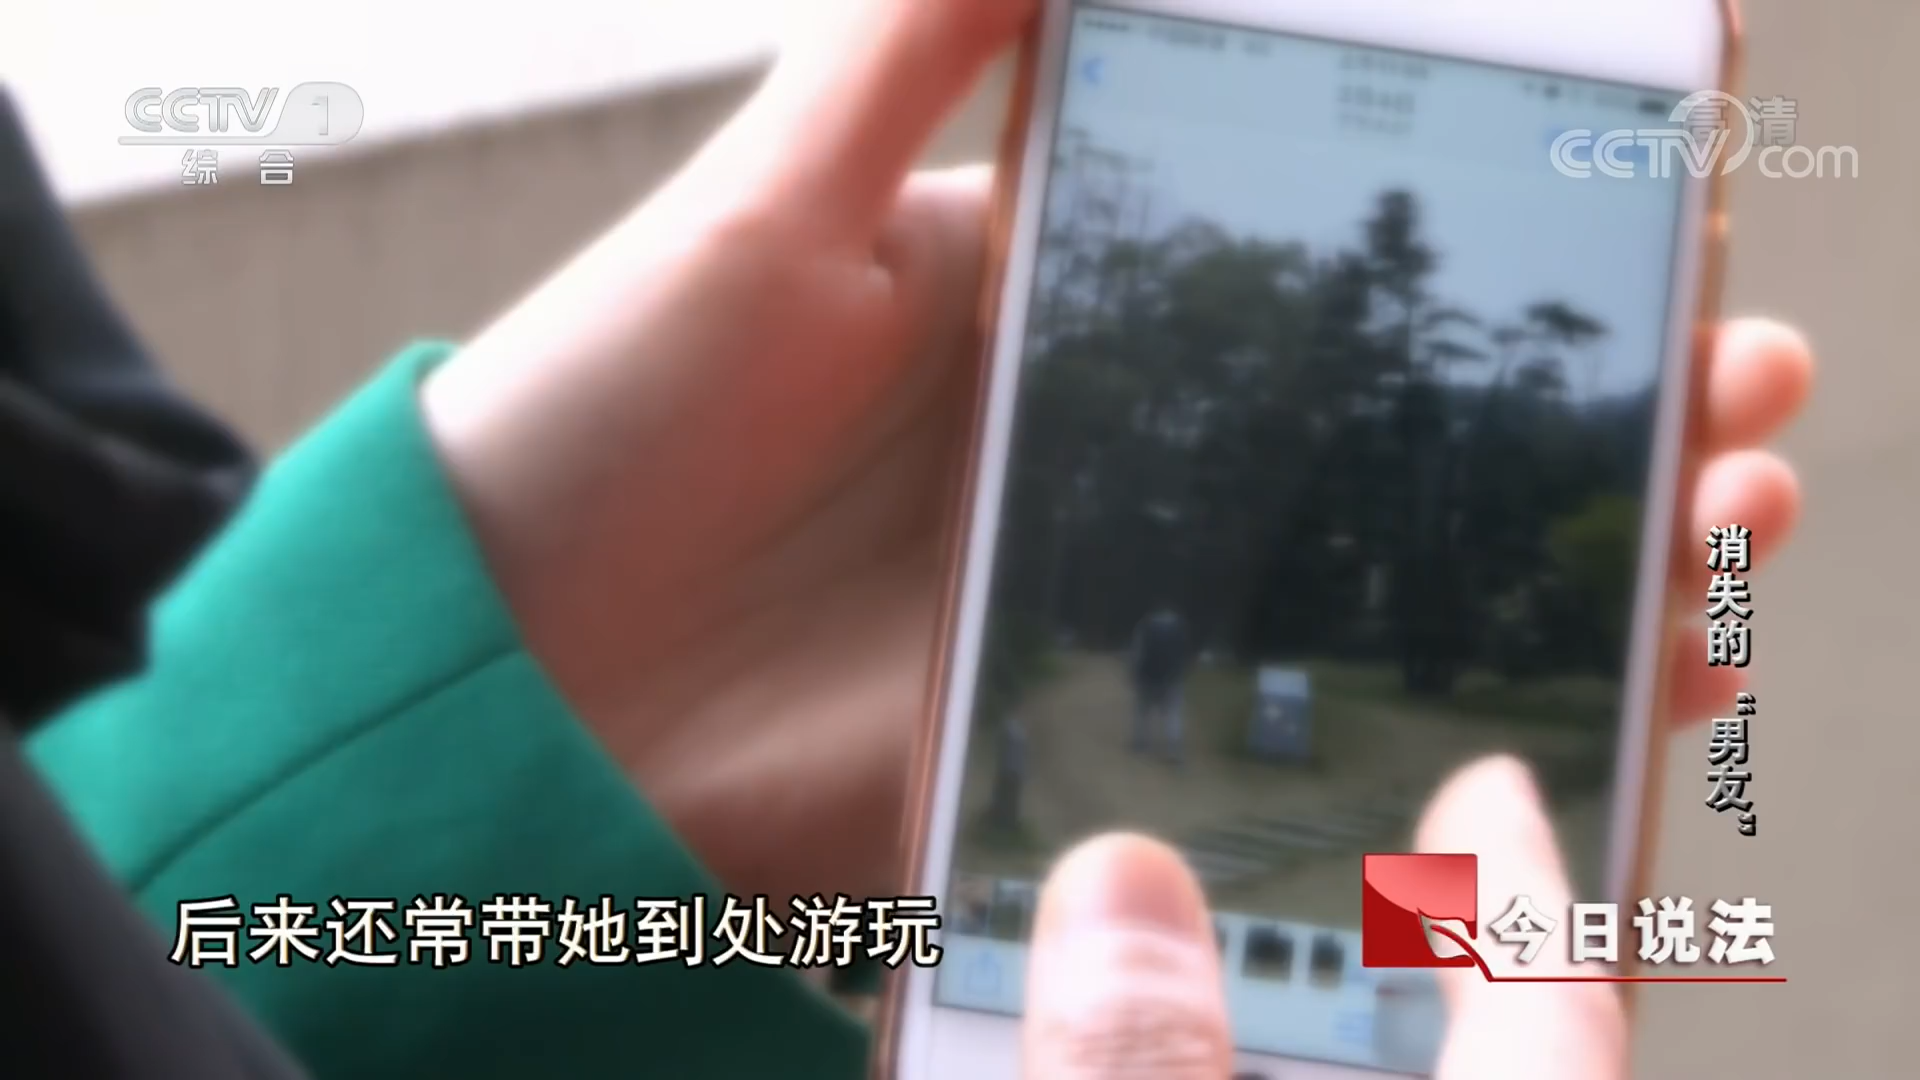 CCTV 1
综合
高清
CCTV com
消失的“男友”
后来还常带她到处游玩
今日说法